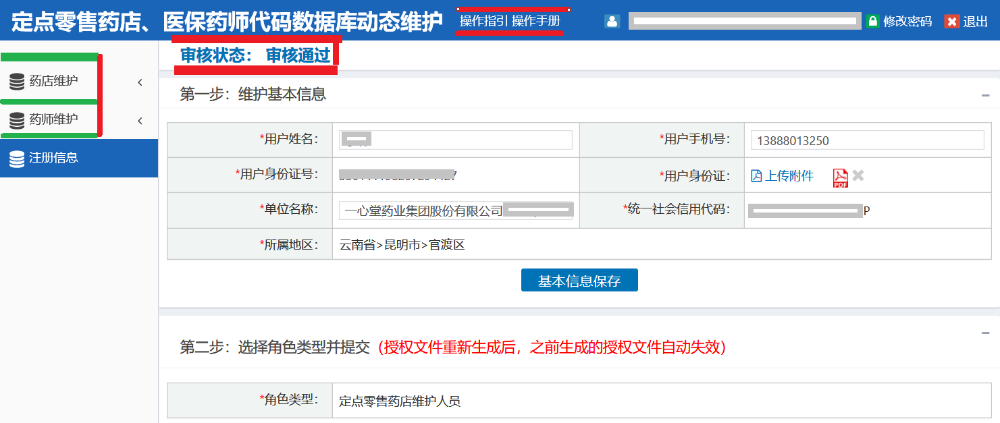 定点零售药店、医保药师代码数据库动态维护 操作指引 操作手册 修改密码 退出
审核状态： 审核通过
药店维护
药师维护
注册信息
第一步：维护基本信息
*用户姓名： *用户手机号： 13888013250
*用户身份证号： *用户身份证： 上传附件 PDF
*单位名称： 一心堂药业集团股份有限公司 *统一社会信用代码： P
*所属地区： 云南省>昆明市>官渡区
基本信息保存
第二步：选择角色类型并提交（授权文件重新生成后，之前生成的授权文件自动失效）
*角色类型： 定点零售药店维护人员